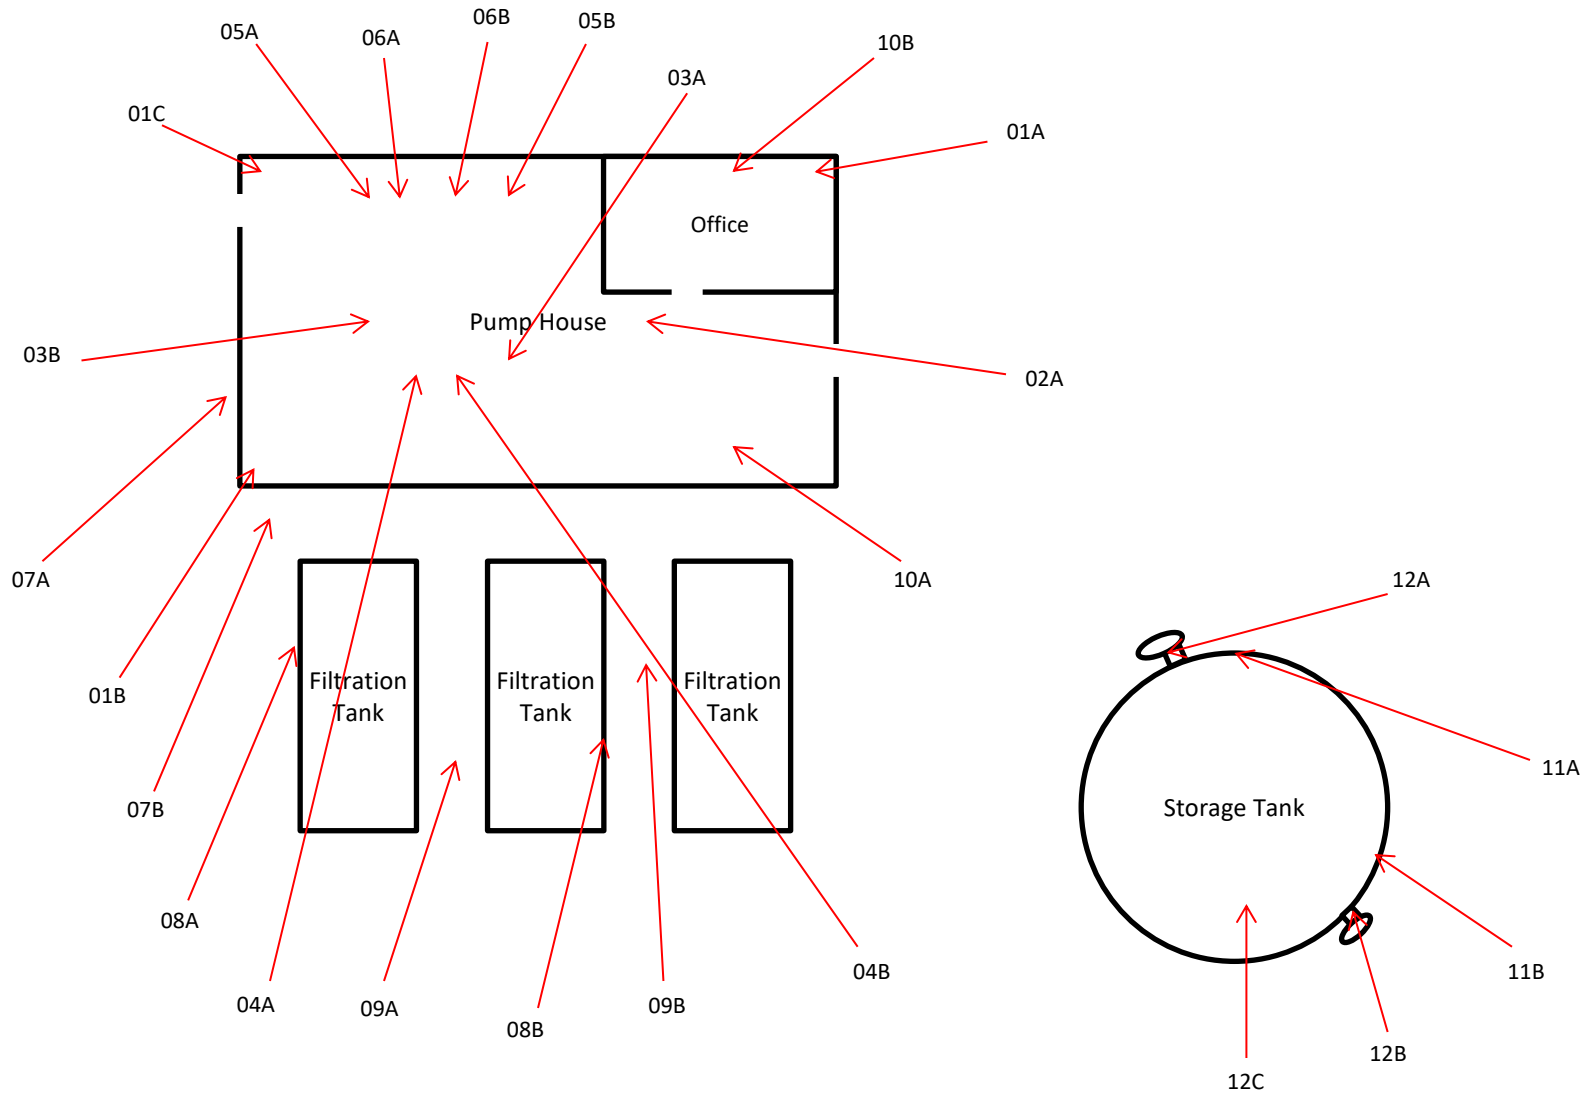 06B
05B
05A
06A
10B
03A
01C
01A
Office
Pump House
03B
02A
07A
10A
12A
Filtration
Tank
Filtration
Tank
Filtration
Tank
01B
11A
07B
Storage Tank
08A
04B
11B
04A
09A
09B
08B
12B
12C